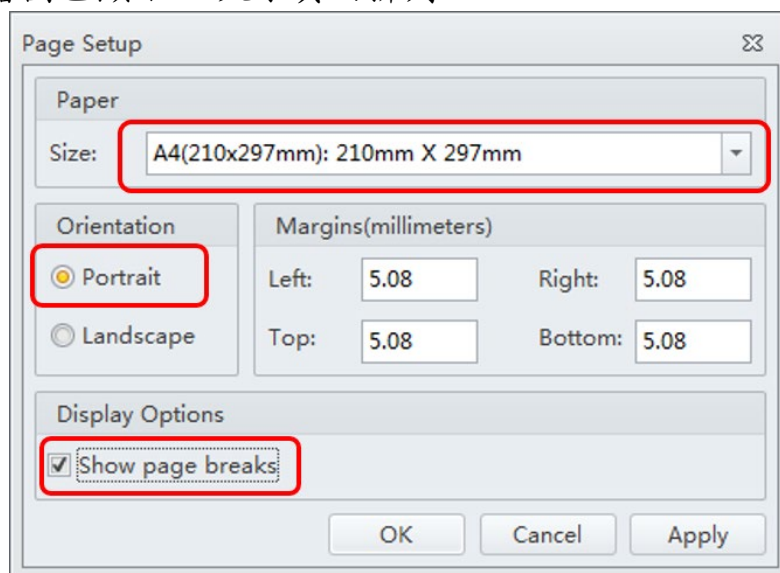 Page Setup
Paper
Size: A4(210x297mm): 210mm X 297mm
Orientation
Portrait
Landscape
Margins(millimeters)
Left: 5.08 Right: 5.08
Top: 5.08 Bottom: 5.08
Display Options
Show page breaks
OK Cancel Apply